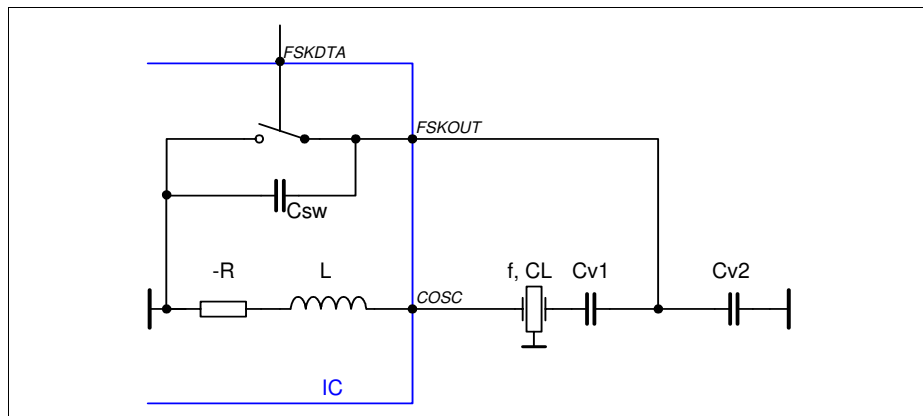 FSKDTA
FSKOUT
Csw
-R
L
COSC
f, CL
Cv1
Cv2
IC